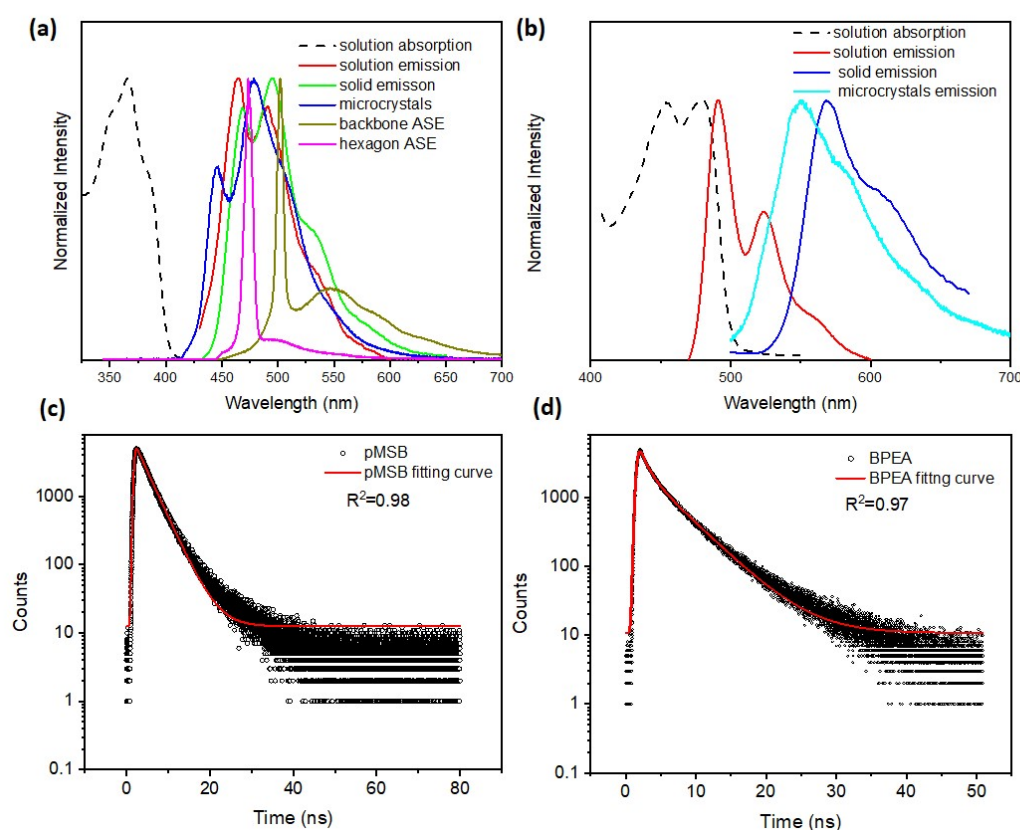 (a)
solution absorption
solution emission
solid emisson
microcrystals
backbone ASE
hexagon ASE
Normalized Intensity
350 400 450 500 550 600 650 700
Wavelength (nm)
(b)
solution absorption
solution emission
solid emission
microcrystals emission
Normalized Intensity
400 500 600 700
Wavelength (nm)
(c)
pMSB
pMSB fitting curve
R²=0.98
Counts
1000
100
10
1
0.1
0 20 40 60 80
Time (ns)
(d)
BPEA
BPEA fittng curve
R²=0.97
Counts
1000
100
10
1
0.1
0 10 20 30 40 50
Time (ns)